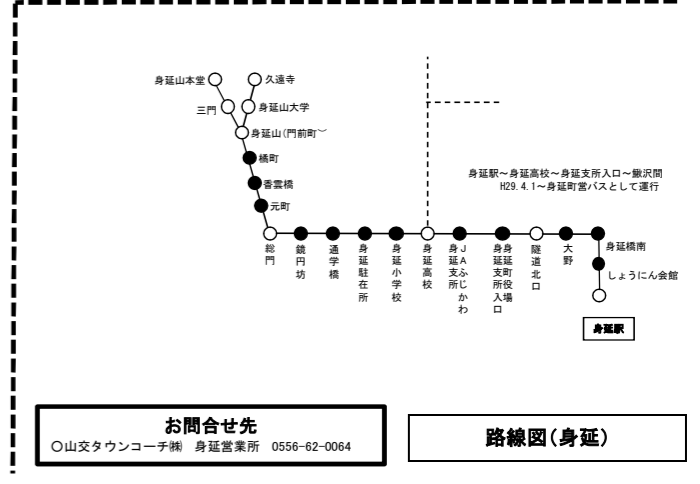 身延山本堂
久遠寺
三門
身延山大学
身延山(門前町)
橘町
香雲橋
元町
身延駅～身延高校～身延支所入口～鰍沢間
H29.4.1～身延町営バスとして運行
総門
鏡円坊
通学橋
身延駐在所
身延小学校
身延高校
JAふじかわ
身延支所
身延町役場
身延支所入口
隧道北口
大野
身延橋南
しょうにん会館
身延駅
お問合せ先
○山交タウンコーチ㈱ 身延営業所 0556-62-0064
路線図(身延)